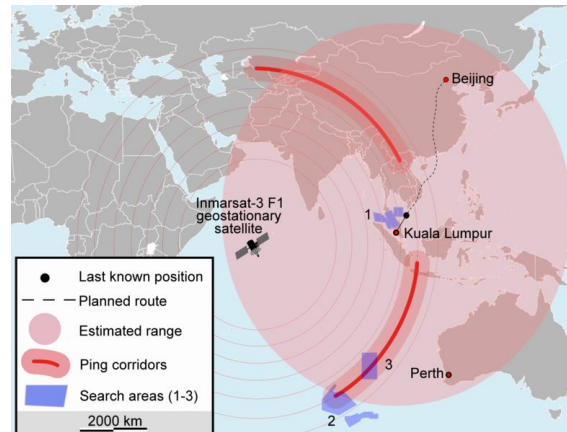 Beijing
1
Inmarsat-3 F1
geostationary
satellite
Kuala Lumpur
Last known position
Planned route
Estimated range
Ping corridors
Search areas (1-3)
2000 km
3
Perth
2